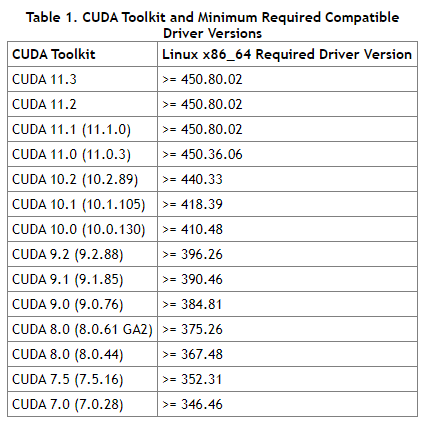 Table 1. CUDA Toolkit and Minimum Required Compatible
Driver Versions
CUDA Toolkit Linux x86_64 Required Driver Version
CUDA 11.3 >= 450.80.02
CUDA 11.2 >= 450.80.02
CUDA 11.1 (11.1.0) >= 450.80.02
CUDA 11.0 (11.0.3) >= 450.36.06
CUDA 10.2 (10.2.89) >= 440.33
CUDA 10.1 (10.1.105) >= 418.39
CUDA 10.0 (10.0.130) >= 410.48
CUDA 9.2 (9.2.88) >= 396.26
CUDA 9.1 (9.1.85) >= 390.46
CUDA 9.0 (9.0.76) >= 384.81
CUDA 8.0 (8.0.61 GA2) >= 375.26
CUDA 8.0 (8.0.44) >= 367.48
CUDA 7.5 (7.5.16) >= 352.31
CUDA 7.0 (7.0.28) >= 346.46